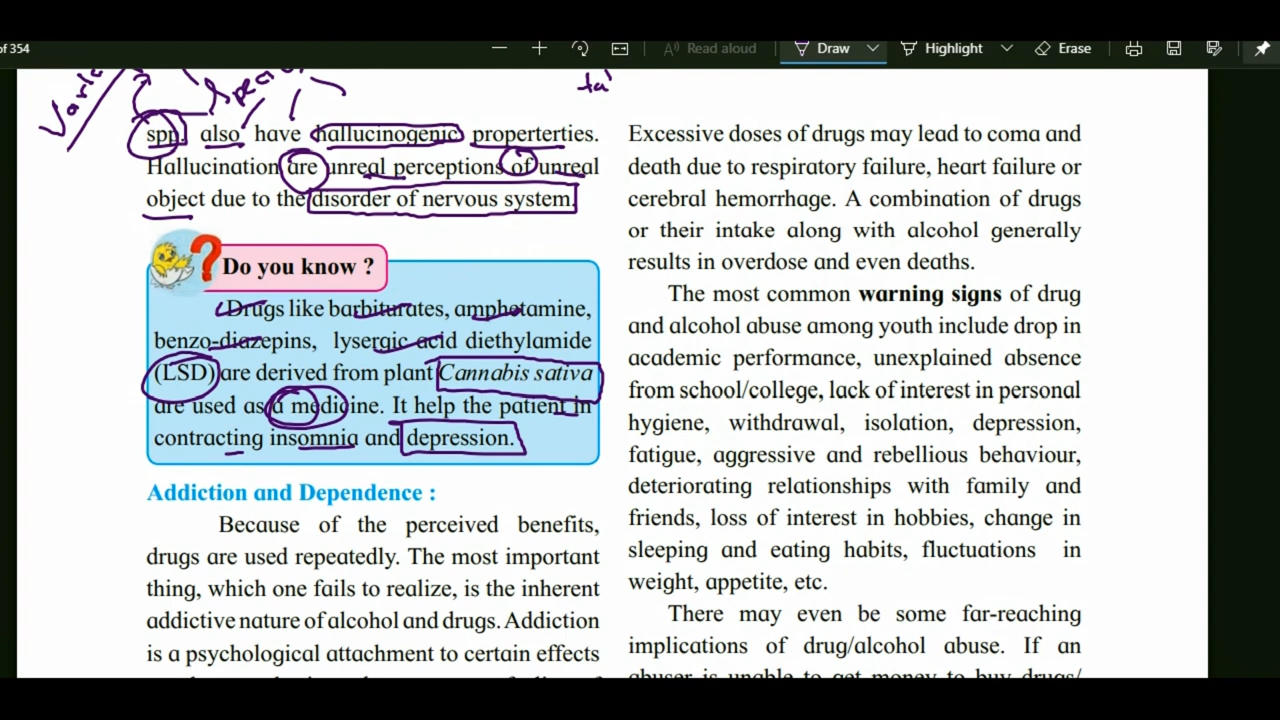 of 354
Read aloud
Draw
Highlight
Erase
ta'
spp. also have hallucinogenic properterties.
Hallucination are unreal perceptions of unreal
object due to the disorder of nervous system.
Do you know ?
Drugs like barbiturates, amphetamine,
benzo-diazepins, lysergic acid diethylamide
(LSD) are derived from plant Cannabis sativa
are used as a medicine. It help the patient in
contracting insomnia and depression.
Addiction and Dependence :
Because of the perceived benefits,
drugs are used repeatedly. The most important
thing, which one fails to realize, is the inherent
addictive nature of alcohol and drugs. Addiction
is a psychological attachment to certain effects
Excessive doses of drugs may lead to coma and
death due to respiratory failure, heart failure or
cerebral hemorrhage. A combination of drugs
or their intake along with alcohol generally
results in overdose and even deaths.
The most common warning signs of drug
and alcohol abuse among youth include drop in
academic performance, unexplained absence
from school/college, lack of interest in personal
hygiene, withdrawal, isolation, depression,
fatigue, aggressive and rebellious behaviour,
deteriorating relationships with family and
friends, loss of interest in hobbies, change in
sleeping and eating habits, fluctuations in
weight, appetite, etc.
There may even be some far-reaching
implications of drug/alcohol abuse. If an
abuser is unable to get money to buy drugs/